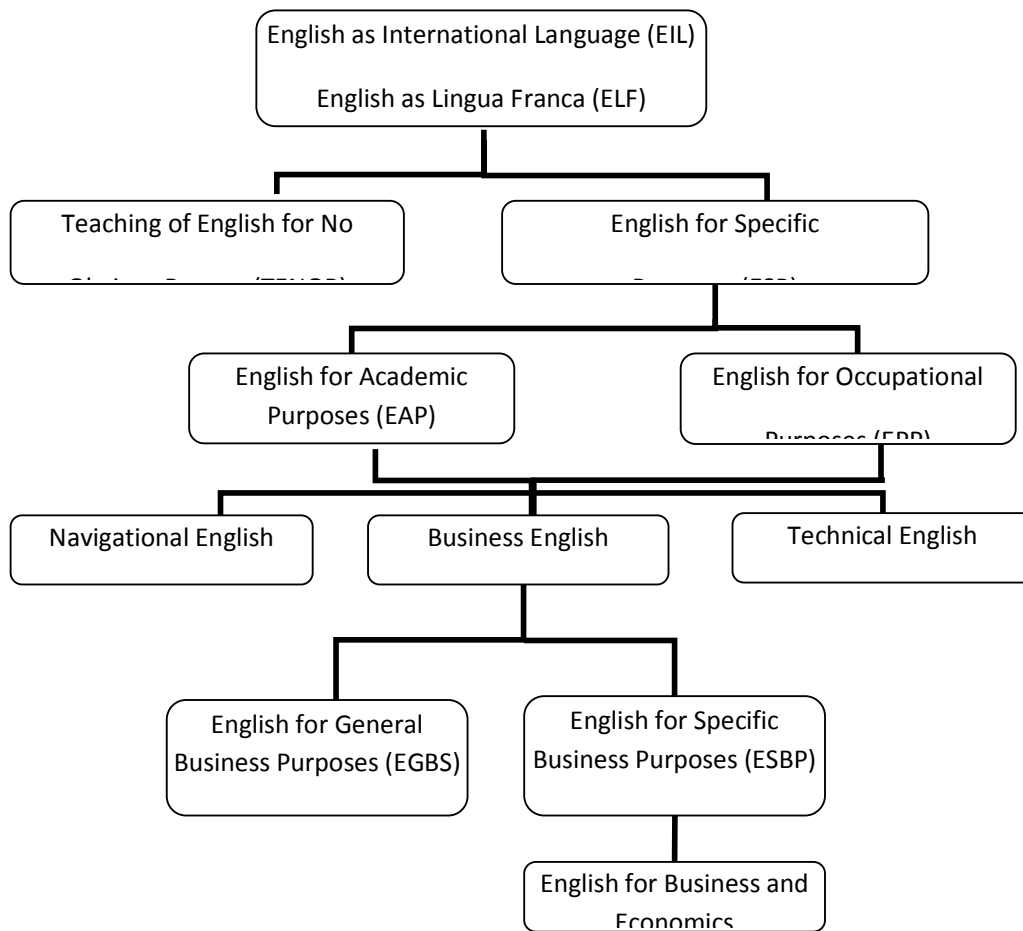 English as International Language (EIL)
English as Lingua Franca (ELF)
Teaching of English for No
English for Specific
English for Academic
Purposes (EAP)
English for Occupational
Purposes
Navigational English
Business English
Technical English
English for General
Business Purposes (EGBS)
English for Specific
Business Purposes (ESBP)
English for Business and
Economics